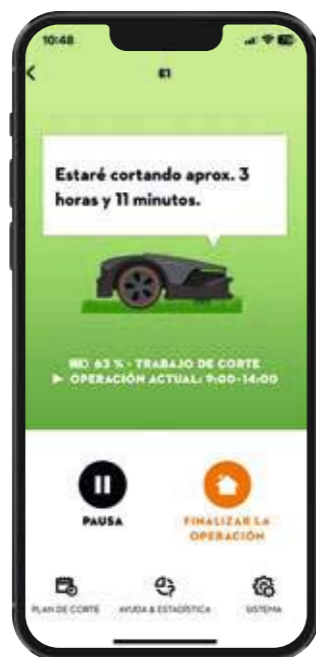 10:48
E1
Estaré cortando aprox. 3
horas y 11 minutos.
63 % - TRABAJO DE CORTE
OPERACIÓN ACTUAL: 9:00-14:00
PAUSA
FINALIZAR LA
OPERACIÓN
PLAN DE CORTE AYUDA & ESTADÍSTICA SISTEMA